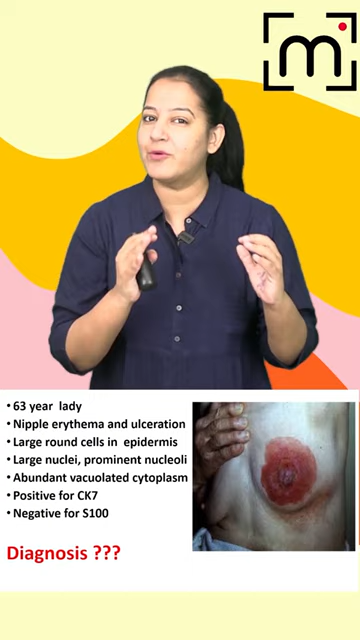 m
• 63 year  lady
• Nipple erythema and ulceration
• Large round cells in  epidermis
• Large nuclei, prominent nucleoli
• Abundant vacuolated cytoplasm
• Positive for CK7
• Negative for S100
Diagnosis ???